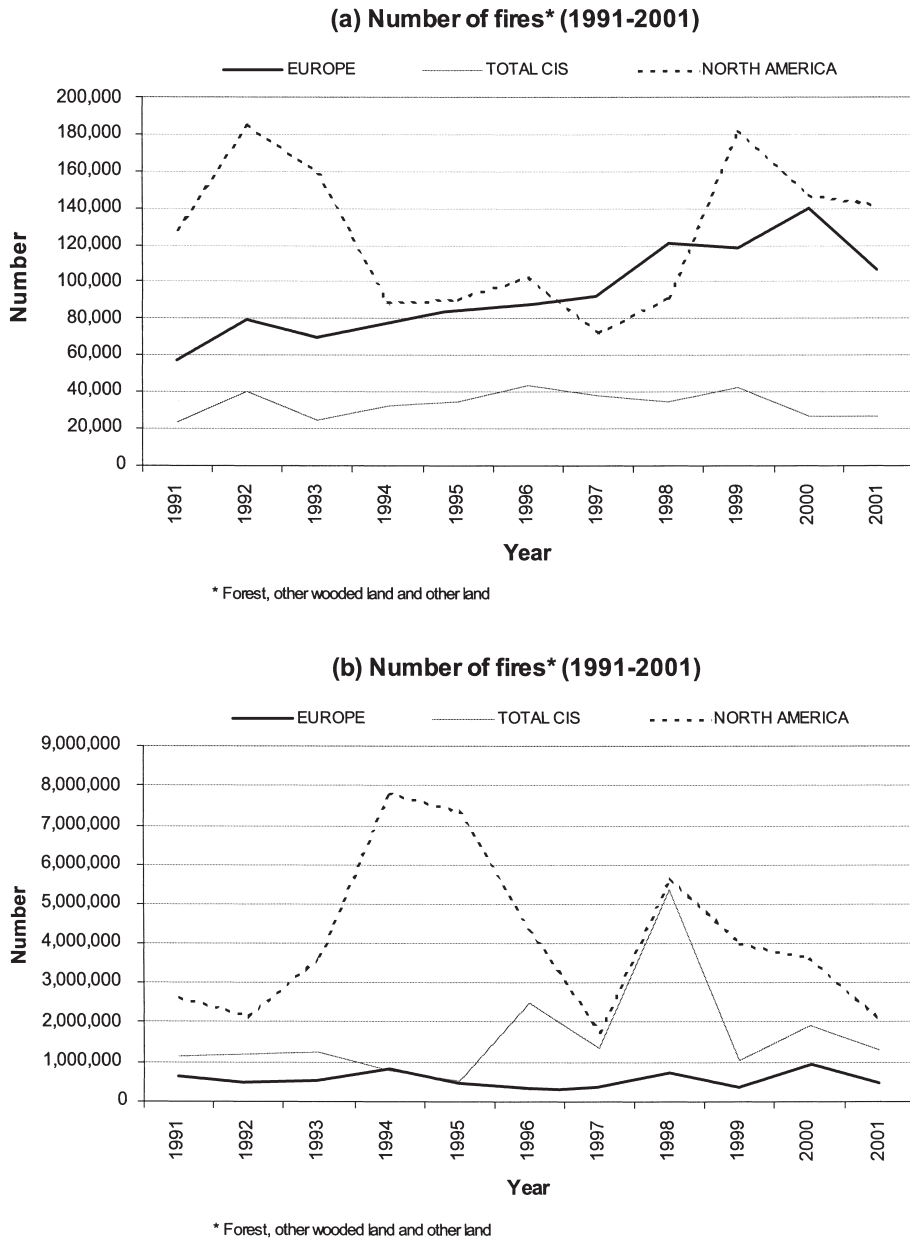 (a) Number of fires* (1991-2001)
EUROPE TOTAL CIS NORTH AMERICA
200,000
180,000
160,000
140,000
120,000
100,000
80,000
60,000
40,000
20,000
0
Number
1991 1992 1993 1994 1995 1996 1997 1998 1999 2000 2001
Year
* Forest, other wooded land and other land
(b) Number of fires* (1991-2001)
EUROPE TOTAL CIS NORTH AMERICA
9,000,000
8,000,000
7,000,000
6,000,000
5,000,000
4,000,000
3,000,000
2,000,000
1,000,000
0
Number
1991 1992 1993 1994 1995 1996 1997 1998 1999 2000 2001
Year
* Forest, other wooded land and other land